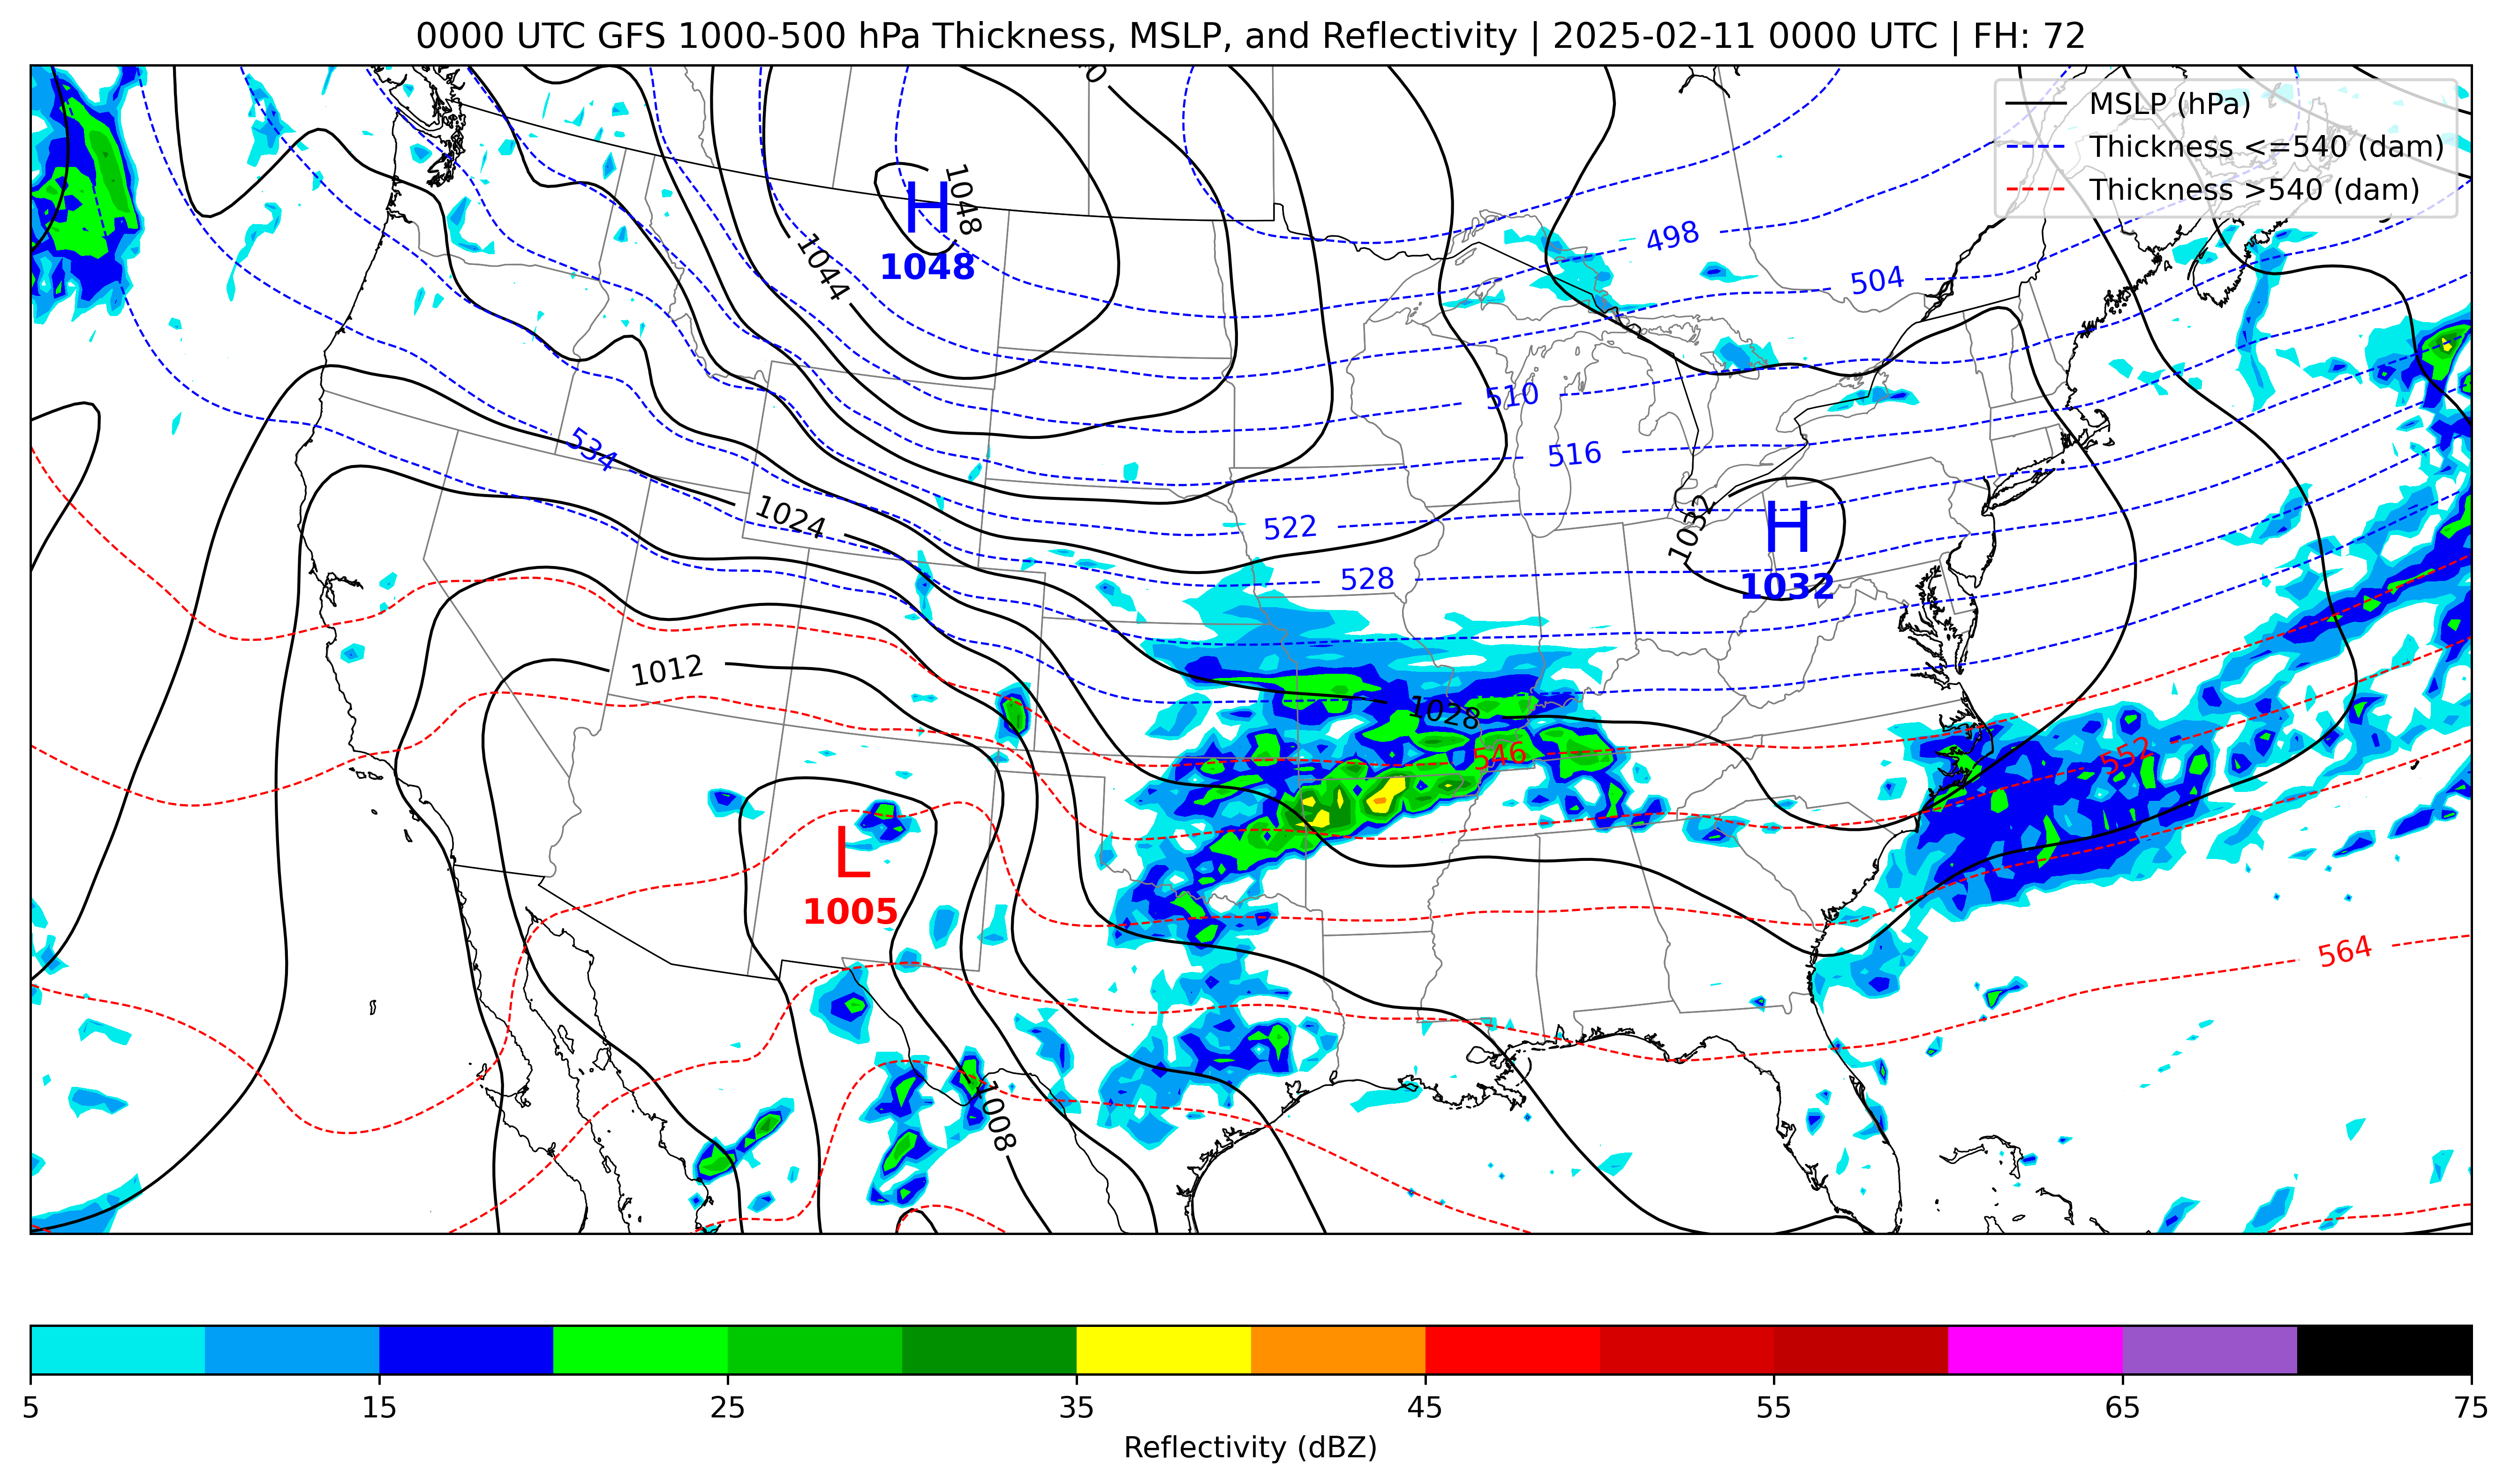 0000 UTC GFS 1000-500 hPa Thickness, MSLP, and Reflectivity | 2025-02-11 0000 UTC | FH: 72
MSLP (hPa)
Thickness <=540 (dam)
Thickness >540 (dam)
1048
H
1048
1044
498
504
510
516
534
1024
522
528
1032
H
1032
1012
1028
546
552
L
1005
564
1008
5 15 25 35 45 55 65 75
Reflectivity (dBZ)